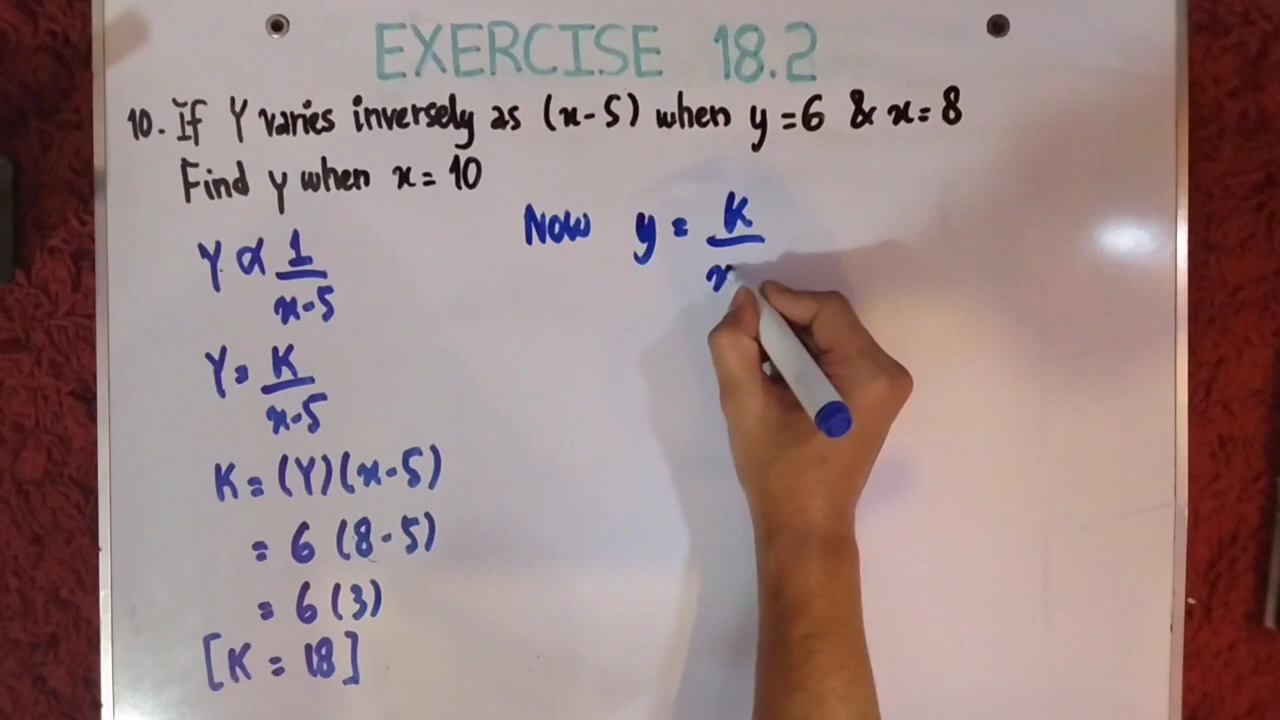 EXERCISE 18.2
10. If Y varies inversely as (x-5) when y=6 & x=8
Find y when x=10
Y ∝ 1/x-5
Y = K/x-5
K = (Y)(x-5)
= 6 (8-5)
= 6 (3)
[K = 18]
Now y = K/x